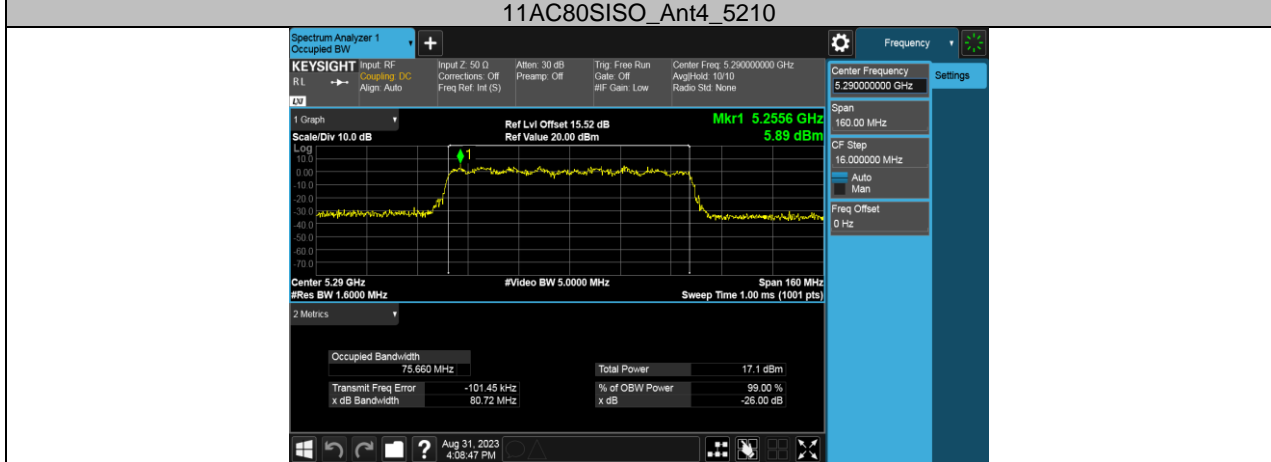 11AC80SISO_Ant4_5210
Spectrum Analyzer 1
Occupied BW
Frequency
KEYSIGHT
RL
LXI
Input: RF
Coupling: DC
Align: Auto
Input Z: 50 Ω
Corrections: Off
Freq Ref: Int (S)
Atten: 30 dB
Preamp: Off
Trig: Free Run
Gate: Off
#IF Gain: Low
Center Freq: 5.290000000 GHz
Avg|Hold: 10/10
Radio Std: None
Center Frequency
5.290000000 GHz
Settings
Span
160.00 MHz
CF Step
16.000000 MHz
Auto
Man
Freq Offset
0 Hz
1 Graph
Scale/Div 10.0 dB
Ref Lvl Offset 15.52 dB
Ref Value 20.00 dBm
Mkr1 5.2556 GHz
5.89 dBm
Log
10.0
0.00
-10.0
-20.0
-30.0
-40.0
-50.0
-60.0
-70.0
1
Center 5.29 GHz
#Video BW 5.0000 MHz
Span 160 MHz
#Res BW 1.6000 MHz
Sweep Time 1.00 ms (1001 pts)
2 Metrics
Occupied Bandwidth
75.660 MHz
Total Power 17.1 dBm
Transmit Freq Error -101.45 kHz
% of OBW Power 99.00 %
x dB Bandwidth 80.72 MHz
x dB -26.00 dB
?
Aug 31, 2023
4:08:47 PM